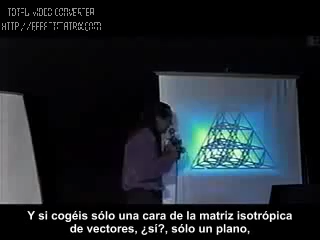 TOTAL VIDEO CONVERTER
HTTP://EFFECTMATRIX.COM
Y si cogéis sólo una cara de la matriz isotrópica
de vectores, ¿sí?, sólo un plano,